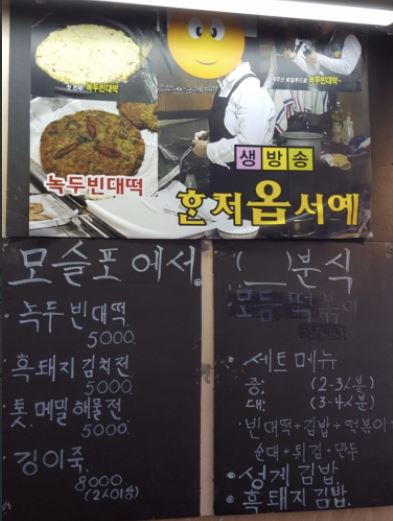 녹두빈대떡
녹두빈대떡
녹두빈대떡
생방송
혼저옵서예
모슬포에서
· 녹두빈대떡
5000
· 흑돼지김치전
5000
· 톳메밀해물전
5000
· 깅이죽
8000
(2人이상)
( )분식
모듬떡볶이
· 세트메뉴
중: (2-3人분)
대: (3-4人분)
· 빈대떡+김밥+떡볶이+
순대+튀김+만두
· 성게김밥
· 흑돼지김밥